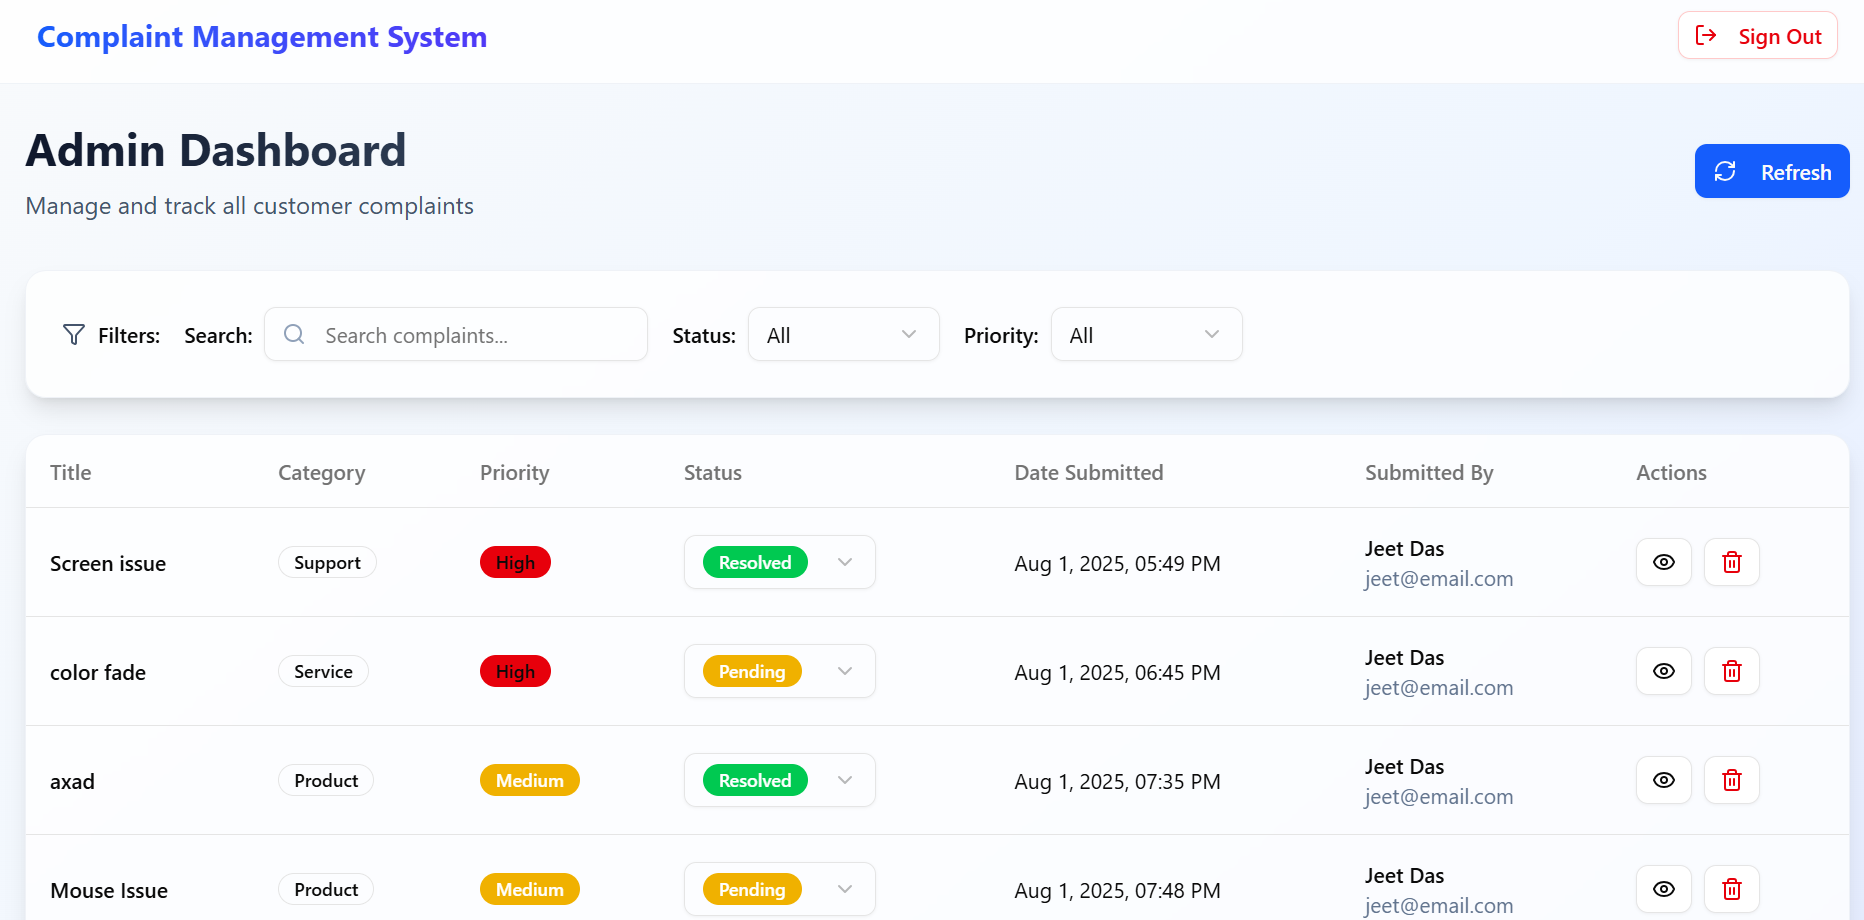 Complaint Management System
Sign Out
Admin Dashboard
Manage and track all customer complaints
Refresh
Filters: Search: Search complaints... Status: All Priority: All
Title Category Priority Status Date Submitted Submitted By Actions
Screen issue Support High Resolved Aug 1, 2025, 05:49 PM Jeet Das
jeet@email.com
color fade Service High Pending Aug 1, 2025, 06:45 PM Jeet Das
jeet@email.com
axad Product Medium Resolved Aug 1, 2025, 07:35 PM Jeet Das
jeet@email.com
Mouse Issue Product Medium Pending Aug 1, 2025, 07:48 PM Jeet Das
jeet@email.com